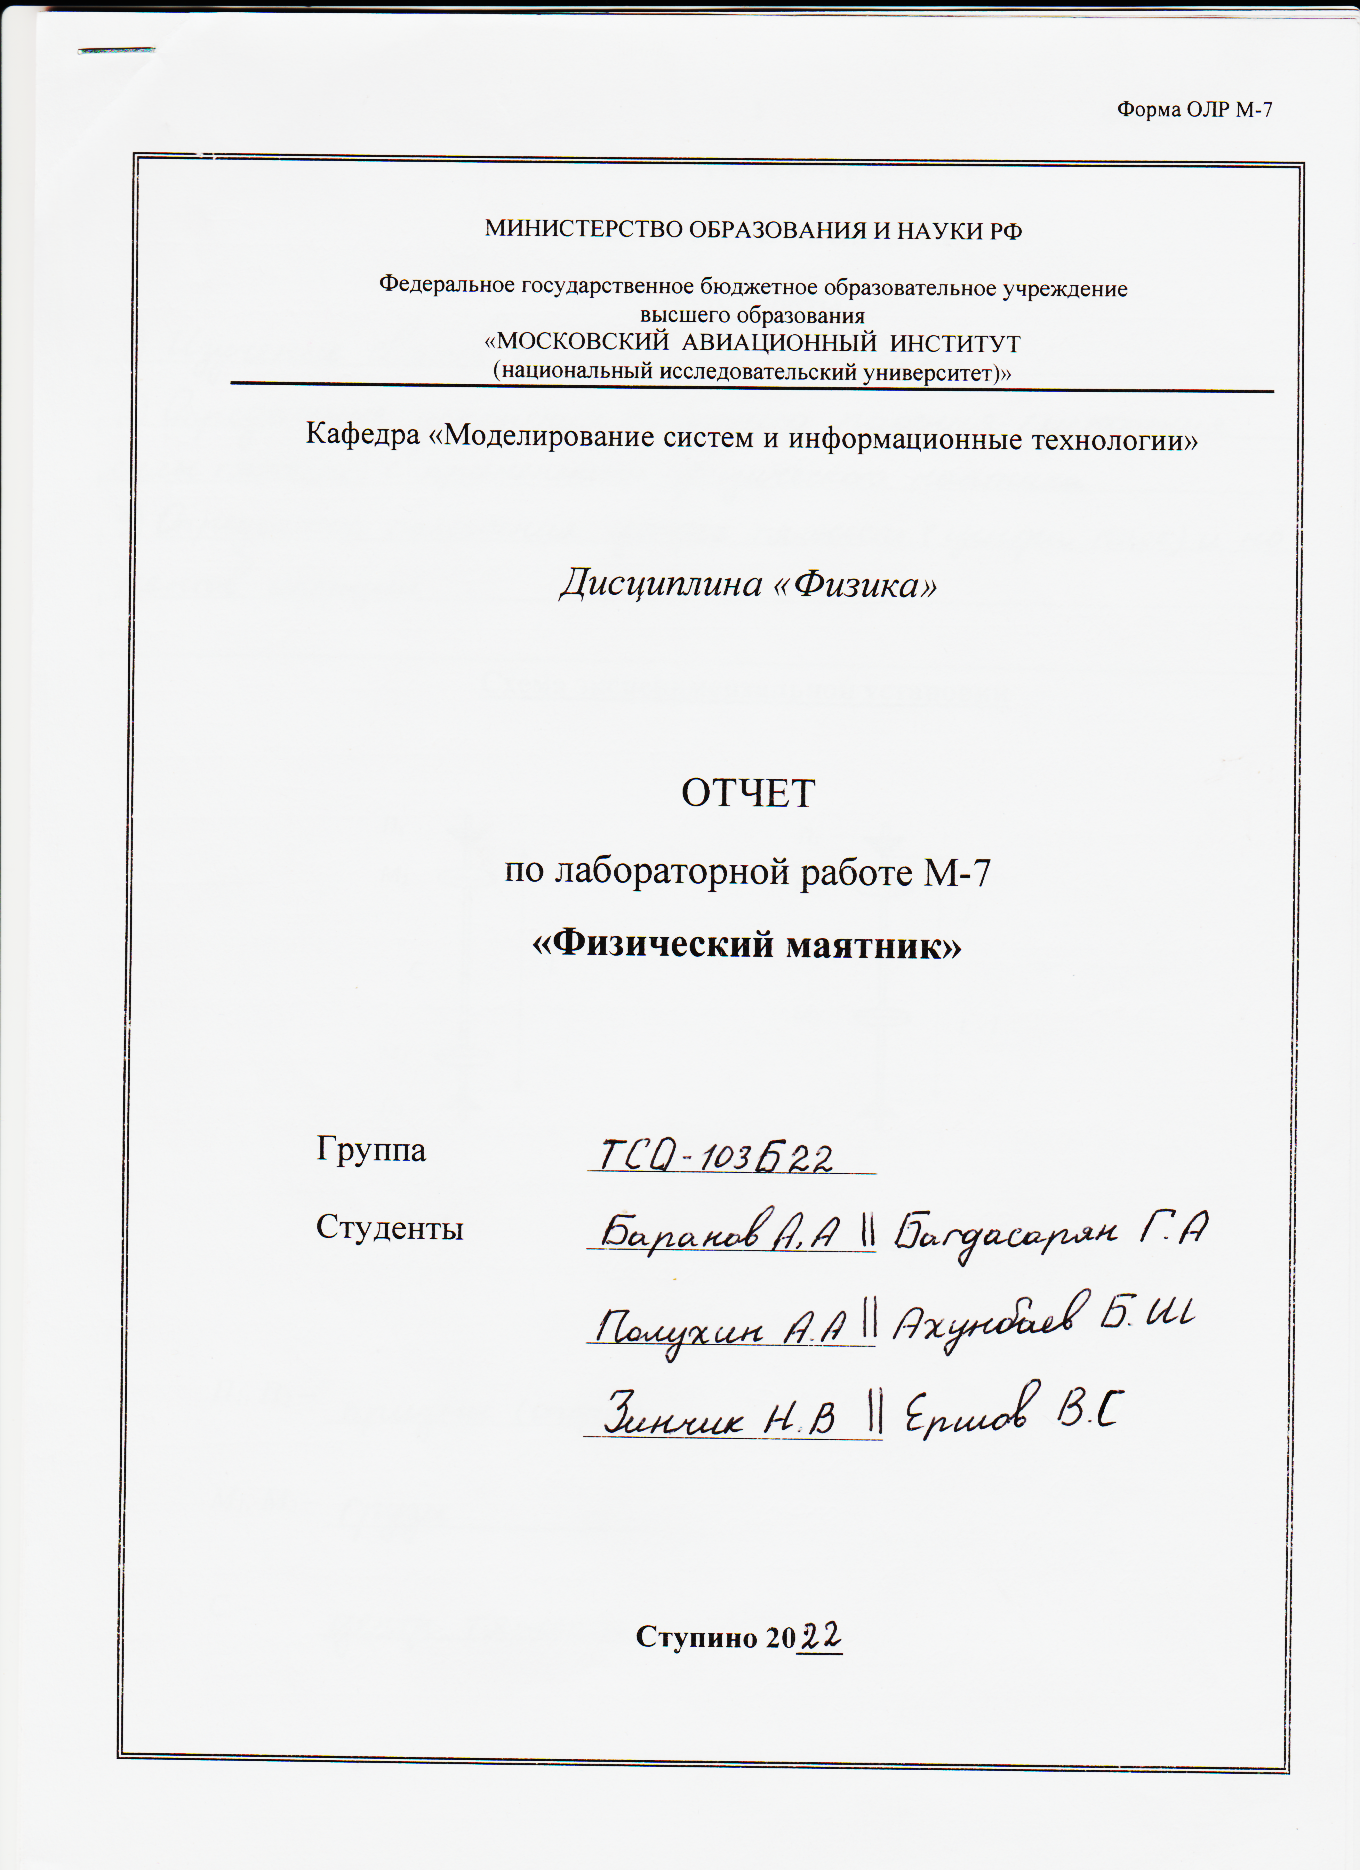 Форма ОЛР М-7
МИНИСТЕРСТВО ОБРАЗОВАНИЯ И НАУКИ РФ
Федеральное государственное бюджетное образовательное учреждение
высшего образования
«МОСКОВСКИЙ АВИАЦИОННЫЙ ИНСТИТУТ
(национальный исследовательский университет)»
Кафедра «Моделирование систем и информационные технологии»
Дисциплина «Физика»
ОТЧЕТ
по лабораторной работе М-7
«Физический маятник»
Группа ТСО-103Б22
Студенты Баранов А.А || Багдасарян Г.А
Полухин А.А || Ахунбаев Б.Ш
Зинчик Н.В || Ершов В.С
Ступино 2022